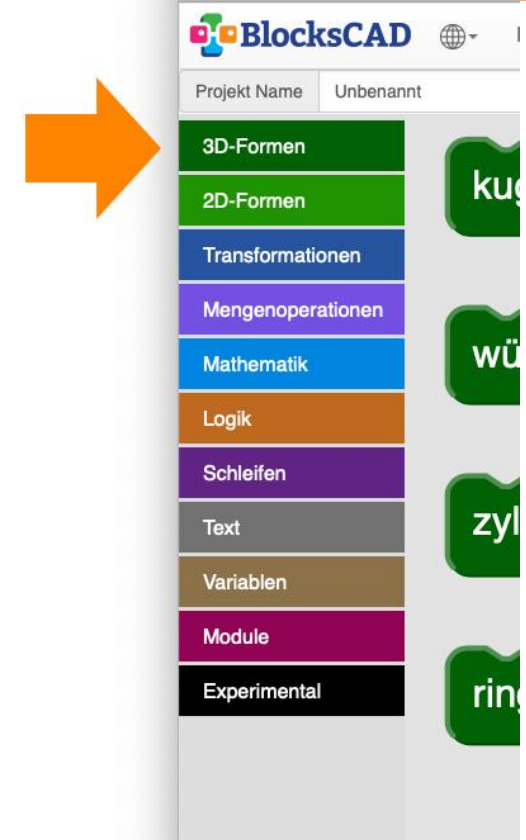 BlocksCAD
Projekt Name Unbenannt
3D-Formen
2D-Formen
Transformationen
Mengenoperationen
Mathematik
Logik
Schleifen
Text
Variablen
Module
Experimental
kug
wü
zyl
ring